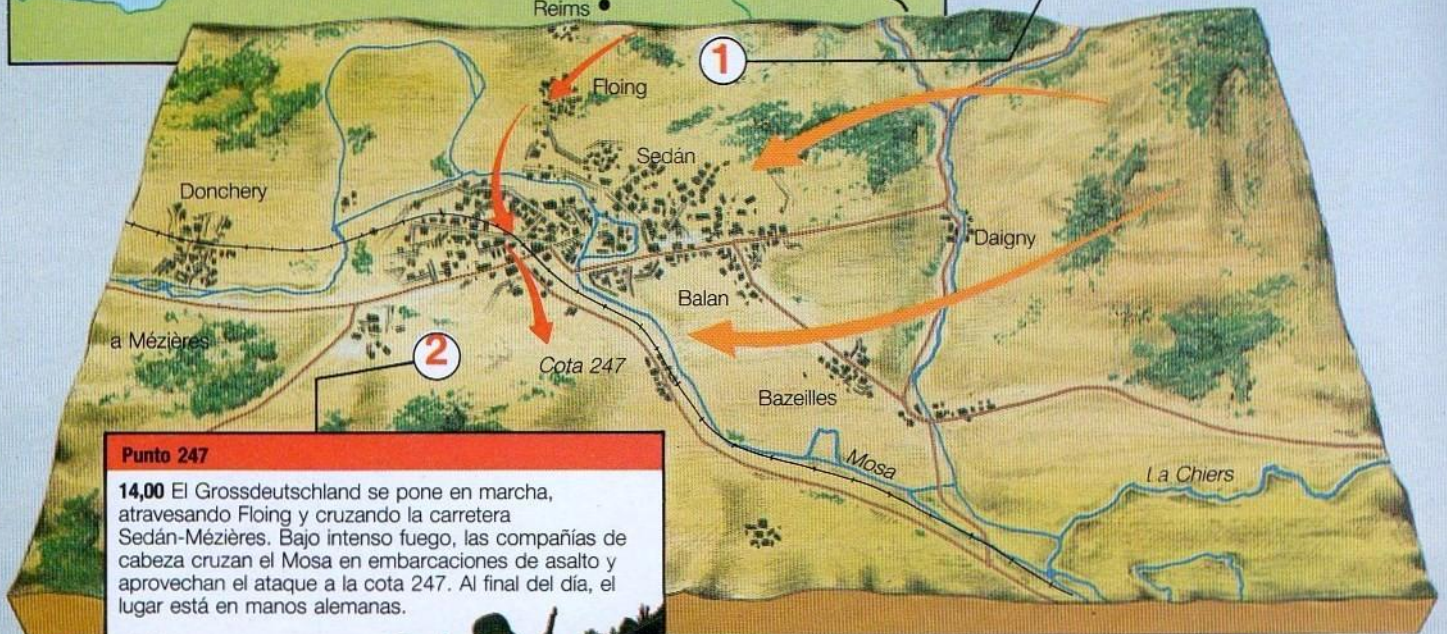 Reims
1
Floing
Sedán
Donchery
Daigny
Balan
a Mézières
2
Cota 247
Bazeilles
Mosa
La Chiers
Punto 247
14,00 El Grossdeutschland se pone en marcha,
atravesando Floing y cruzando la carretera
Sedán-Mézières. Bajo intenso fuego, las compañías de
cabeza cruzan el Mosa en embarcaciones de asalto y
aprovechan el ataque a la cota 247. Al final del día, el
lugar está en manos alemanas.